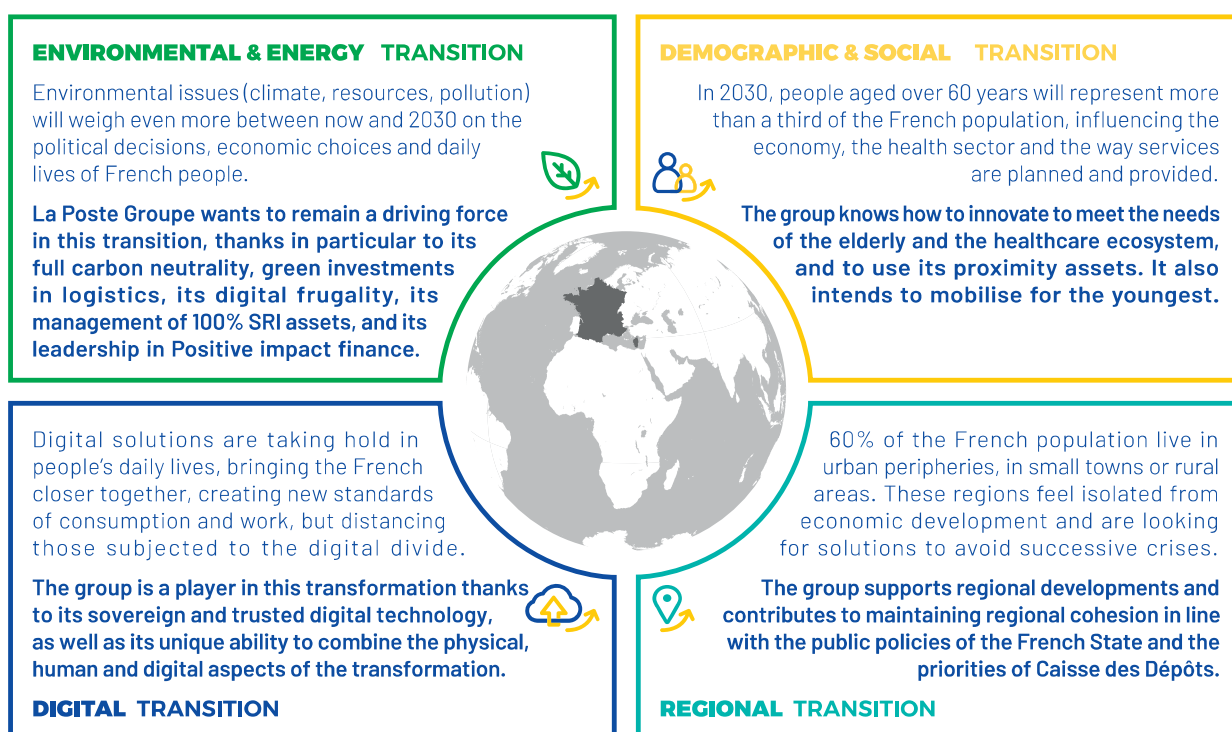 ENVIRONMENTAL & ENERGY TRANSITION
Environmental issues (climate, resources, pollution)
will weigh even more between now and 2030 on the
political decisions, economic choices and daily
lives of French people.
La Poste Groupe wants to remain a driving force
in this transition, thanks in particular to its
full carbon neutrality, green investments
in logistics, its digital frugality, its
management of 100% SRI assets, and its
leadership in Positive impact finance.
DEMOGRAPHIC & SOCIAL TRANSITION
In 2030, people aged over 60 years will represent more
than a third of the French population, influencing the
economy, the health sector and the way services
are planned and provided.
The group knows how to innovate to meet the needs
of the elderly and the healthcare ecosystem,
and to use its proximity assets. It also
intends to mobilise for the youngest.
Digital solutions are taking hold in
people's daily lives, bringing the French
closer together, creating new standards
of consumption and work, but distancing
those subjected to the digital divide.
The group is a player in this transformation thanks
to its sovereign and trusted digital technology,
as well as its unique ability to combine the physical,
human and digital aspects of the transformation.
DIGITAL TRANSITION
60% of the French population live in
urban peripheries, in small towns or rural
areas. These regions feel isolated from
economic development and are looking
for solutions to avoid successive crises.
The group supports regional developments and
contributes to maintaining regional cohesion in line
with the public policies of the French State and the
priorities of Caisse des Dépôts.
REGIONAL TRANSITION